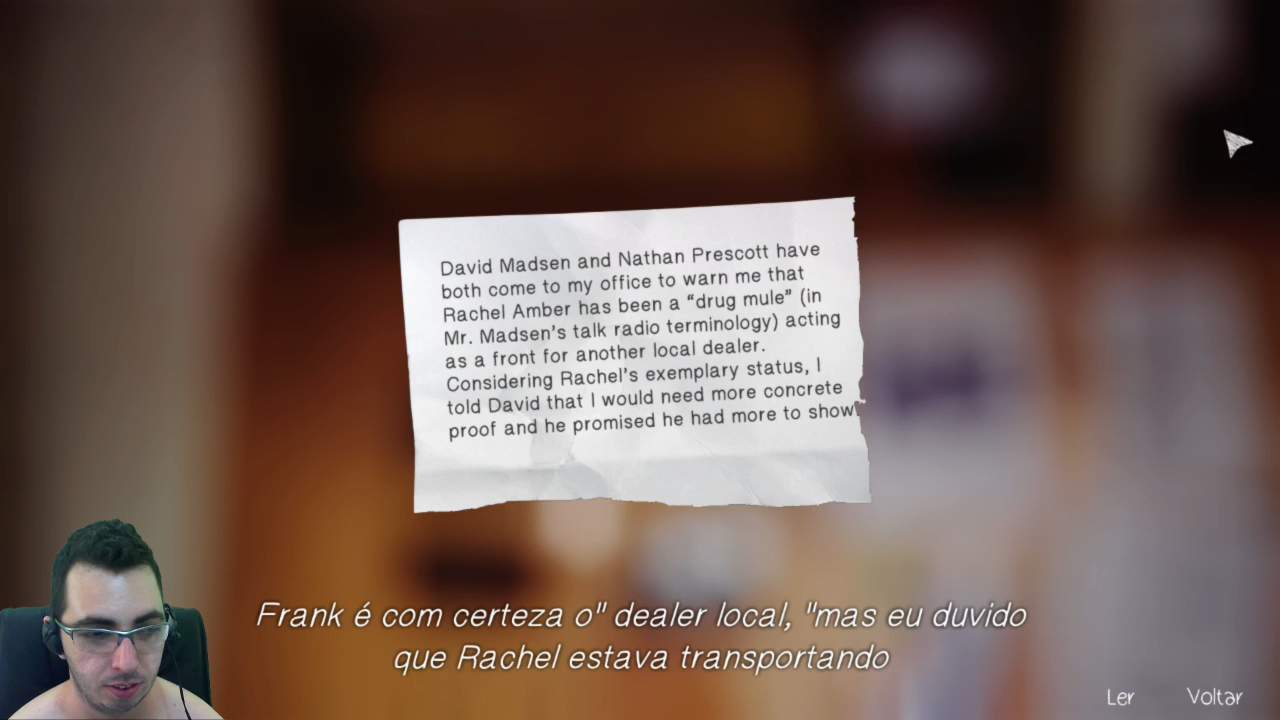 David Madsen and Nathan Prescott have
both come to my office to warn me that
Rachel Amber has been a “drug mule” (in
Mr. Madsen’s talk radio terminology) acting
as a front for another local dealer.
Considering Rachel’s exemplary status, I
told David that I would need more concrete
proof and he promised he had more to show
Frank é com certeza o" dealer local, "mas eu duvido
que Rachel estava transportando
Ler Voltar